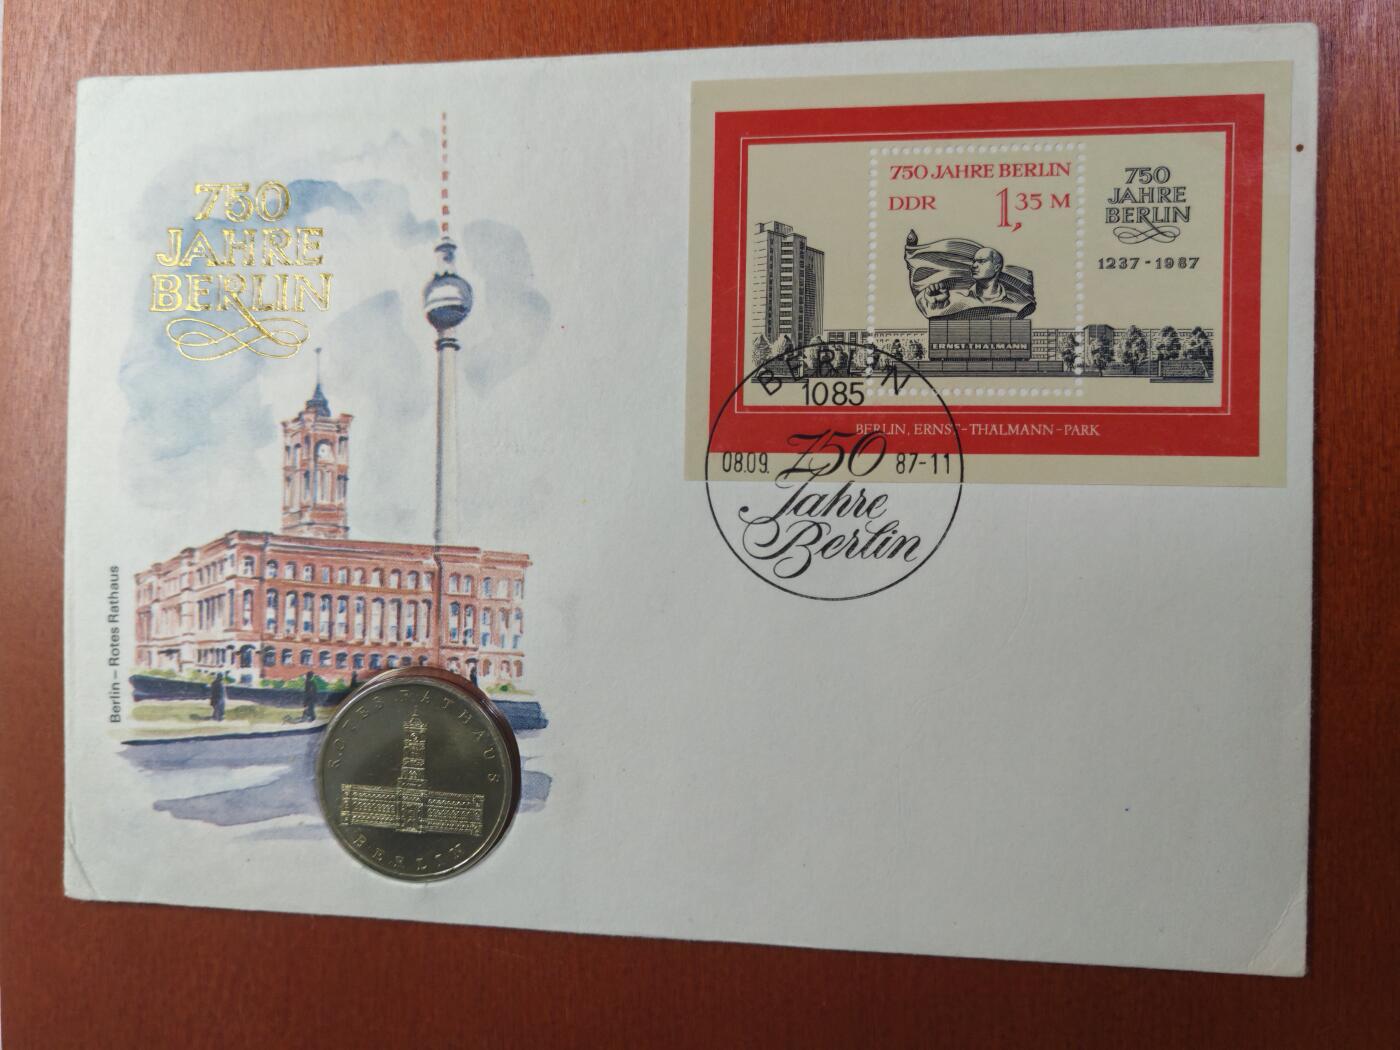 750
JAHRE
BERLIN
Berlin – Rotes Rathaus
ROTES RATHAUS
BERLIN
750 JAHRE BERLIN
DDR
1,35 M
ERNST THÄLMANN
750
JAHRE
BERLIN
1237 - 1987
BERLIN, ERNST-THÄLMANN-PARK
BERLIN
1085
08.09. 750 87-11
Jahre
Berlin